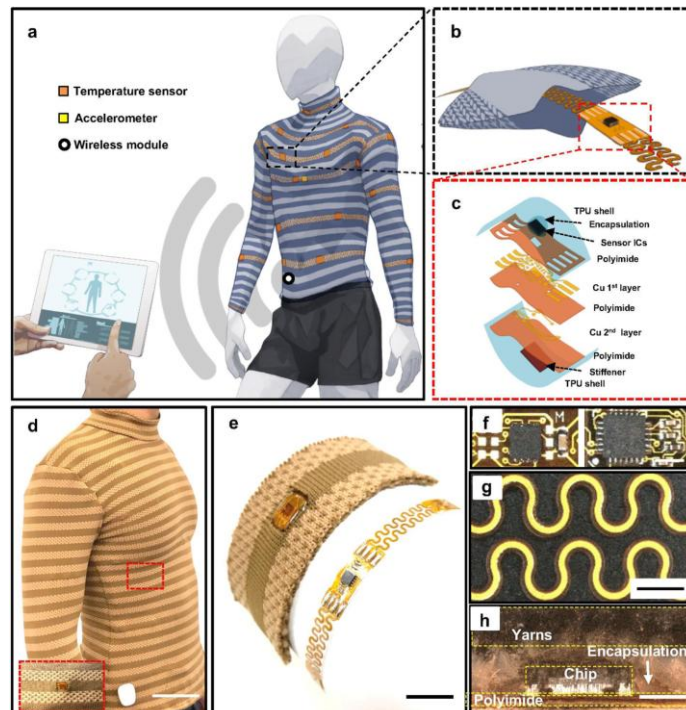 a
Temperature sensor
Accelerometer
Wireless module
b
c
TPU shell
Encapsulation
Sensor ICs
Polyimide
Cu 1st layer
Polyimide
Cu 2nd layer
Polyimide
Stiffener
TPU shell
d
e
f
M
g
h
Yarns
Encapsulation
Chip
Polyimide